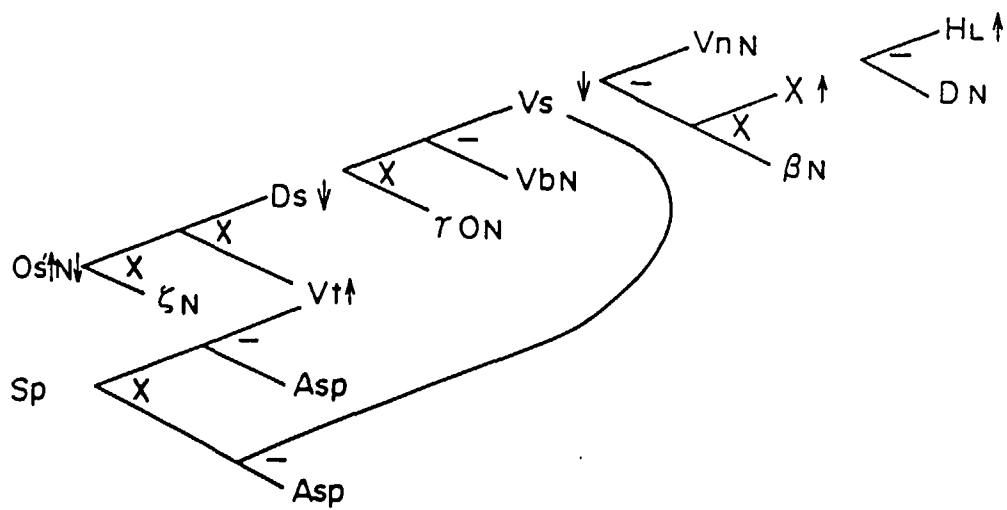 VnN
HL↑
−
−
X↑
DN
Vs
↓
X
−
βN
X
VbN
Ds↓
γON
X
Os'N↑↓
X
ζN
Vt↑
−
Asp
Sp
X
−
Asp